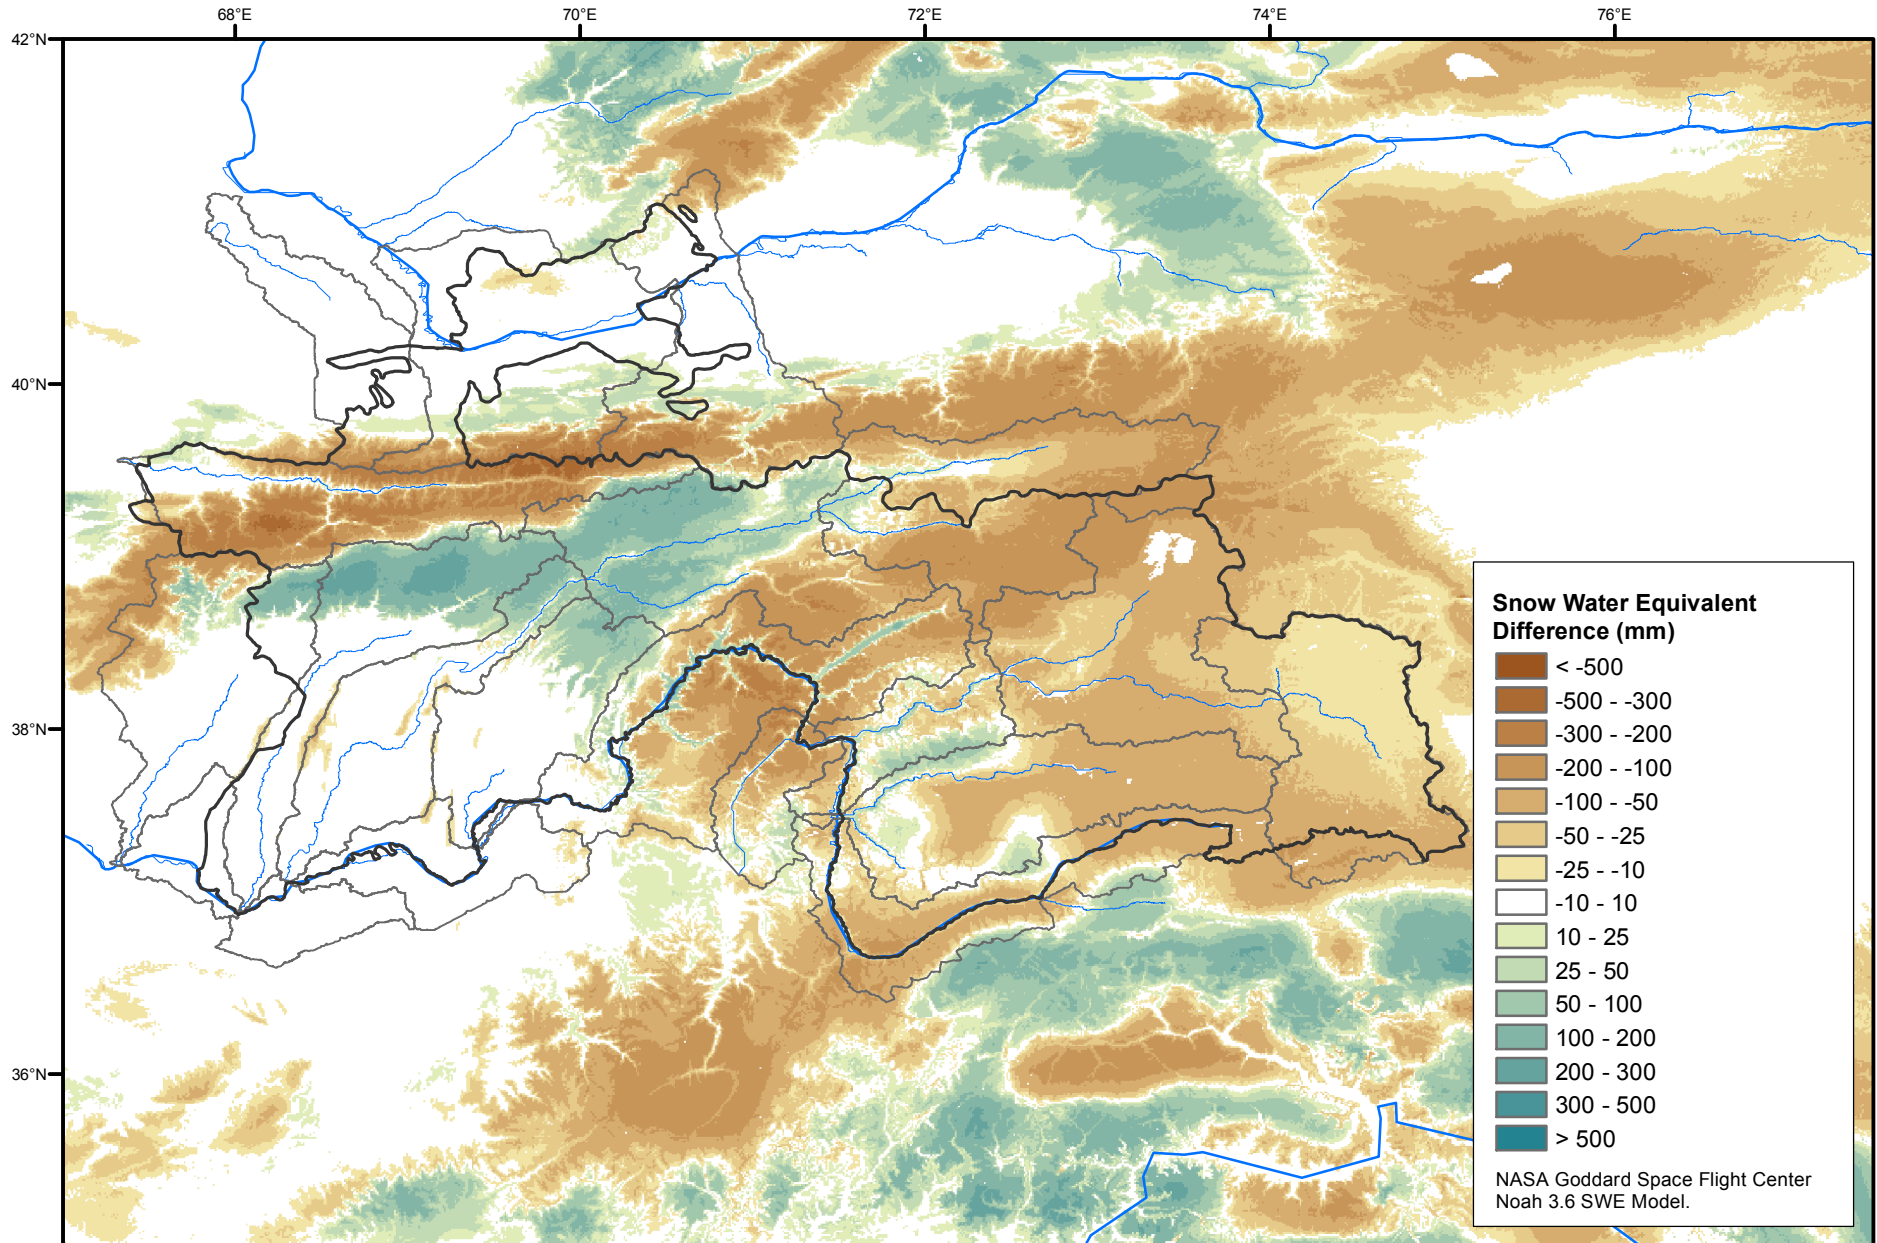 68°E 70°E 72°E 74°E 76°E
42°N
40°N
38°N
36°N
Snow Water Equivalent
Difference (mm)
< -500
-500 - -300
-300 - -200
-200 - -100
-100 - -50
-50 - -25
-25 - -10
-10 - 10
10 - 25
25 - 50
50 - 100
100 - 200
200 - 300
300 - 500
> 500
NASA Goddard Space Flight Center
Noah 3.6 SWE Model.